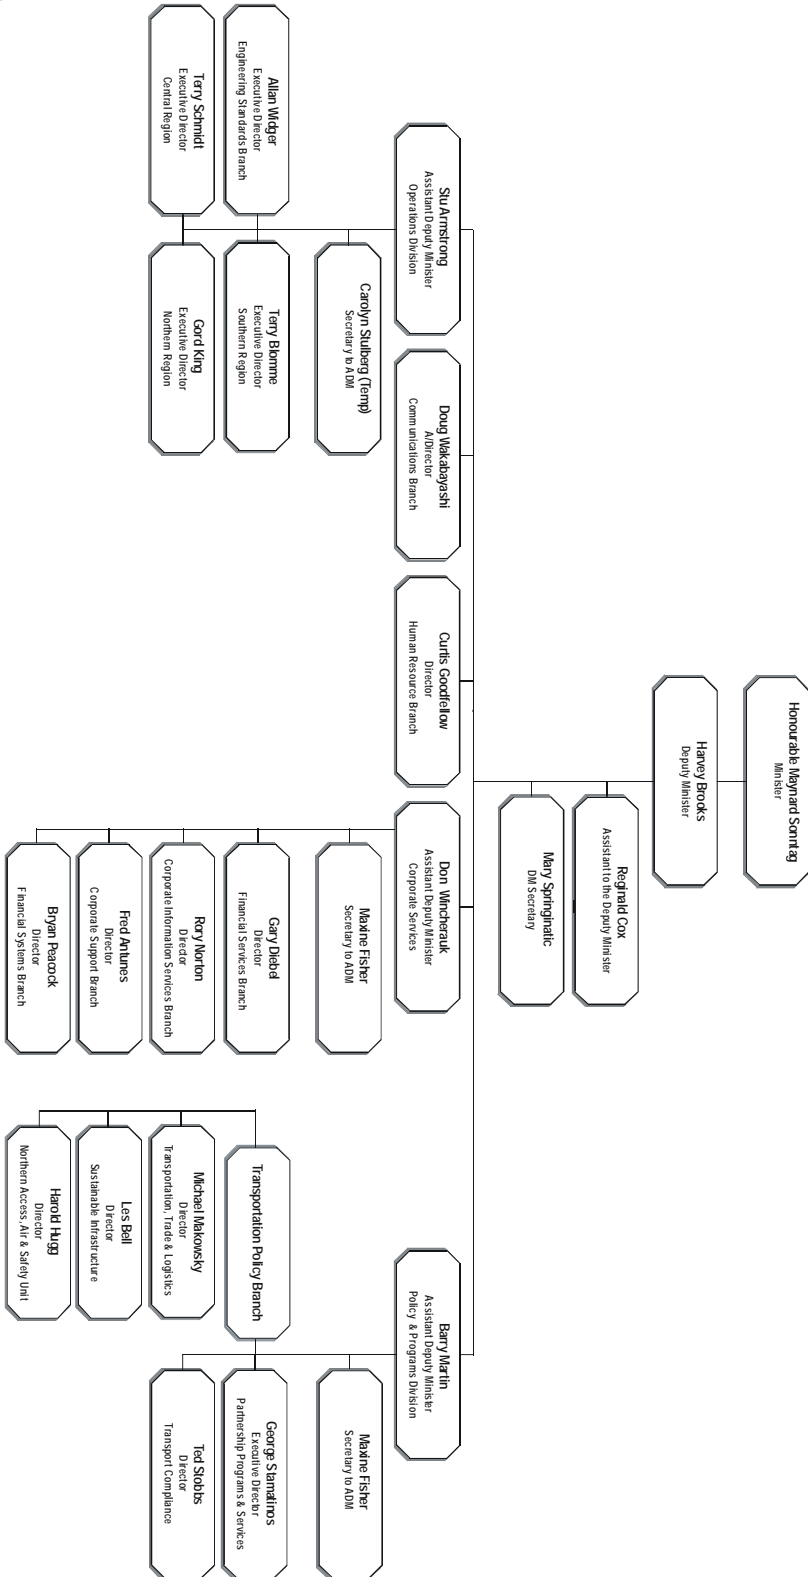 Honourable Maynard Sonntag
Minister
Harvey Brooks
Deputy Minister
Reginald Cox
Assistant to the Deputy Minister
Mary Springinatic
DM Secretary
Stu Armstrong
Assistant Deputy Minister
Operations Division
Doug Wakabayashi
A/Director
Communications Branch
Curtis Goodfellow
Director
Human Resource Branch
Don Wincherauk
Assistant Deputy Minister
Corporate Services
Barry Martin
Assistant Deputy Minister
Policy & Programs Division
Carolyn Stulberg (Temp)
Secretary to ADM
Allan Widger
Executive Director
Engineering Standards Branch
Terry Blomme
Executive Director
Southern Region
Terry Schmidt
Executive Director
Central Region
Gord King
Executive Director
Northern Region
Maxine Fisher
Secretary to ADM
Gary Diebel
Director
Financial Services Branch
Rory Norton
Director
Corporate Information Services Branch
Fred Antunes
Director
Corporate Support Branch
Bryan Peacock
Director
Financial Systems Branch
Maxine Fisher
Secretary to ADM
Transportation Policy Branch
George Stamatinos
Executive Director
Partnership Programs & Services
Michael Makowsky
Director
Transportation, Trade & Logistics
Ted Stobbs
Director
Transport Compliance
Les Bell
Director
Sustainable Infrastructure
Harold Hugg
Director
Northern Access, Air & Safety Unit